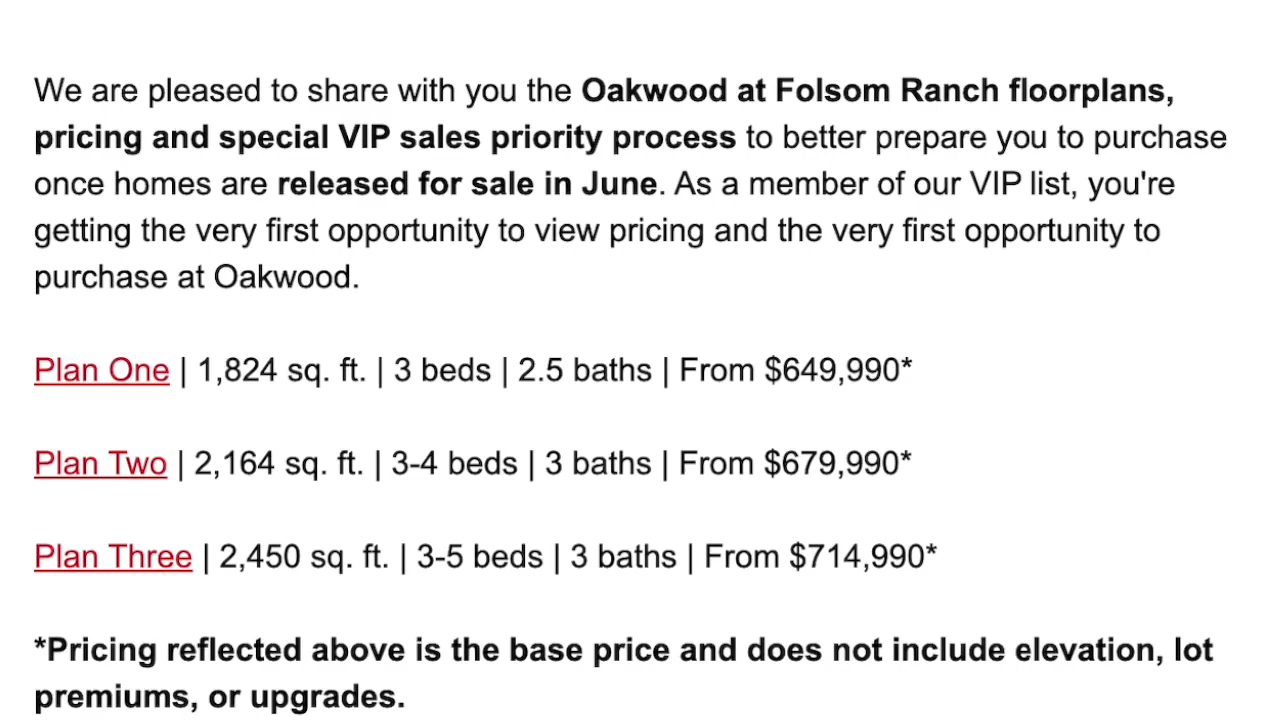 We are pleased to share with you the Oakwood at Folsom Ranch floorplans,
pricing and special VIP sales priority process to better prepare you to purchase
once homes are released for sale in June. As a member of our VIP list, you're
getting the very first opportunity to view pricing and the very first opportunity to
purchase at Oakwood.
Plan One | 1,824 sq. ft. | 3 beds | 2.5 baths | From $649,990*
Plan Two | 2,164 sq. ft. | 3-4 beds | 3 baths | From $679,990*
Plan Three | 2,450 sq. ft. | 3-5 beds | 3 baths | From $714,990*
*Pricing reflected above is the base price and does not include elevation, lot
premiums, or upgrades.